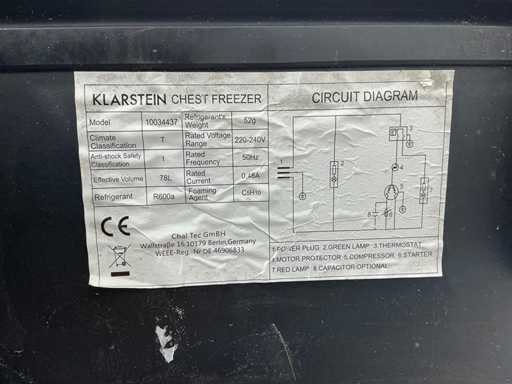 KLARSTEIN CHEST FREEZER
Model 10034437 Refrigerant's Weight 52g
Climate Classification T Rated Voltage Range 220-240V
Anti-shock Safety Classification I Rated Frequency 50Hz
Effective Volume 78L Rated Current 0,48A
Refrigerant R600a Foaming Agent C5H10
CE
Chal Tec GmbH
Wallstraße 16,10179 Berlin,Germany
WEEE-Reg. Nr DE 46906833
CIRCUIT DIAGRAM
1.POWER PLUG 2.GREEN LAMP 3.THERMOSTAT
4.MOTOR PROTECTOR 5.COMPRESSOR 6.STARTER
7.RED LAMP 8.CAPACITOR(OPTIONAL)